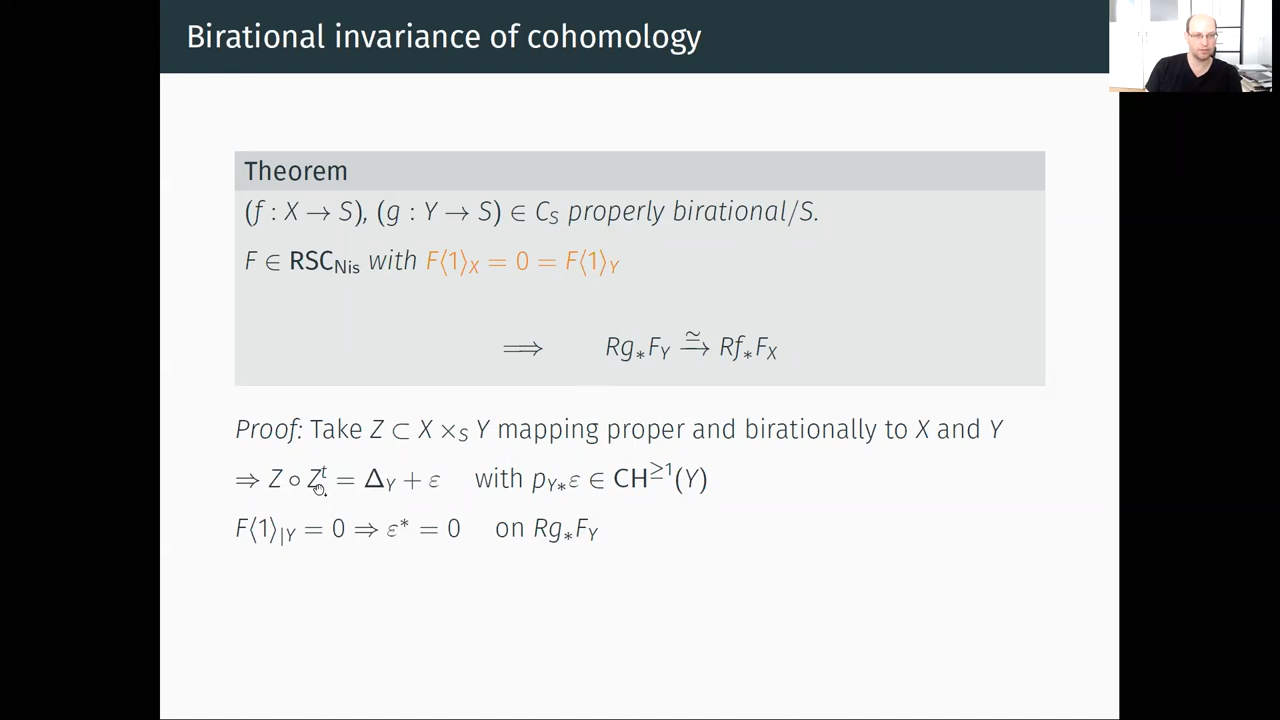 Birational invariance of cohomology
Theorem
(f : X → S), (g : Y → S) ∈ C_S properly birational/S.
F ∈ RSC_Nis with F⟨1⟩_X = 0 = F⟨1⟩_Y
⟹ Rg_*F_Y ≅→ Rf_*F_X
Proof: Take Z ⊂ X ×_S Y mapping proper and birationally to X and Y
⇒ Z ∘ Z^t = Δ_Y + ε with p_{Y*}ε ∈ CH^{≥1}(Y)
F⟨1⟩_{|Y} = 0 ⇒ ε^* = 0 on Rg_*F_Y